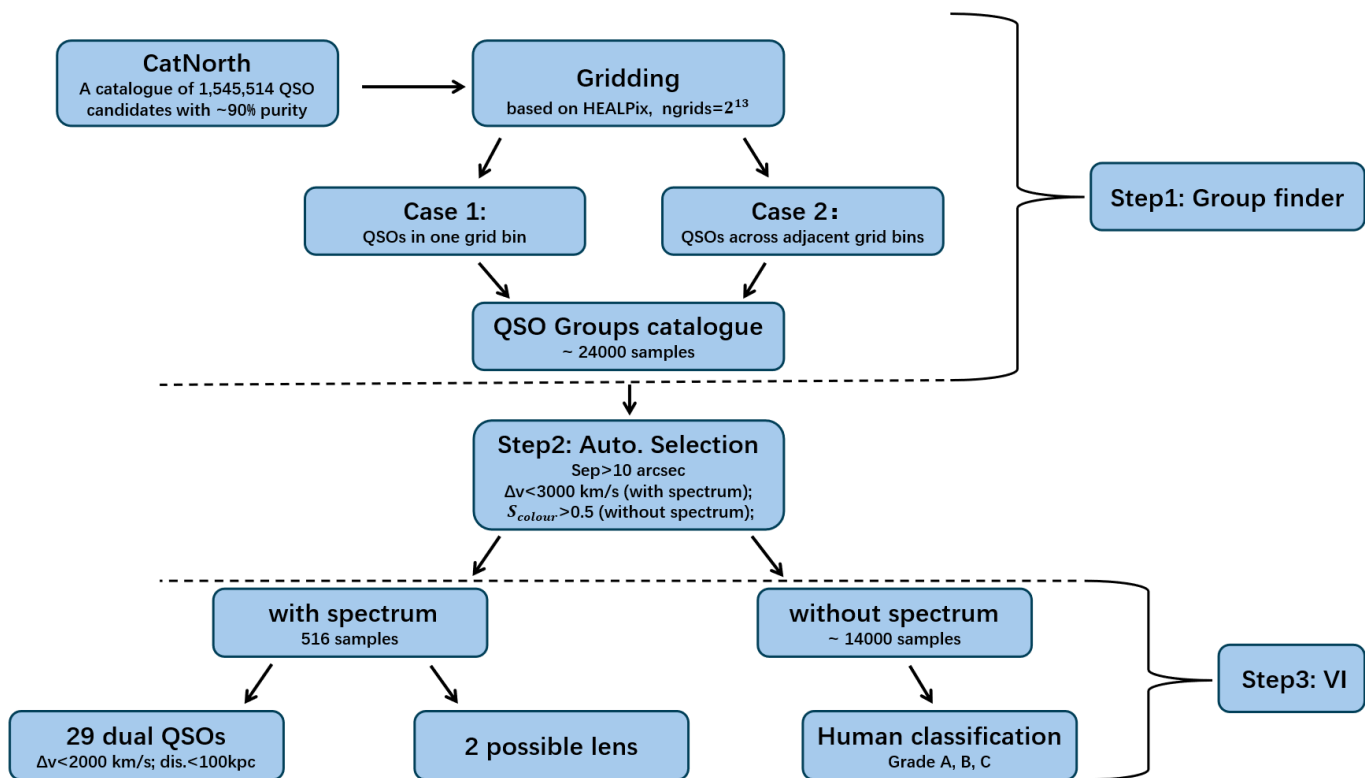 CatNorth
A catalogue of 1,545,514 QSO
candidates with ~90% purity
Gridding
based on HEALPix, ngrids=2¹³
Case 1:
QSOs in one grid bin
Case 2：
QSOs across adjacent grid bins
Step1: Group finder
QSO Groups catalogue
~ 24000 samples
Step2: Auto. Selection
Sep>10 arcsec
Δv<3000 km/s (with spectrum);
S_colour>0.5 (without spectrum);
with spectrum
516 samples
without spectrum
~ 14000 samples
Step3: VI
29 dual QSOs
Δv<2000 km/s; dis.<100kpc
2 possible lens
Human classification
Grade A, B, C